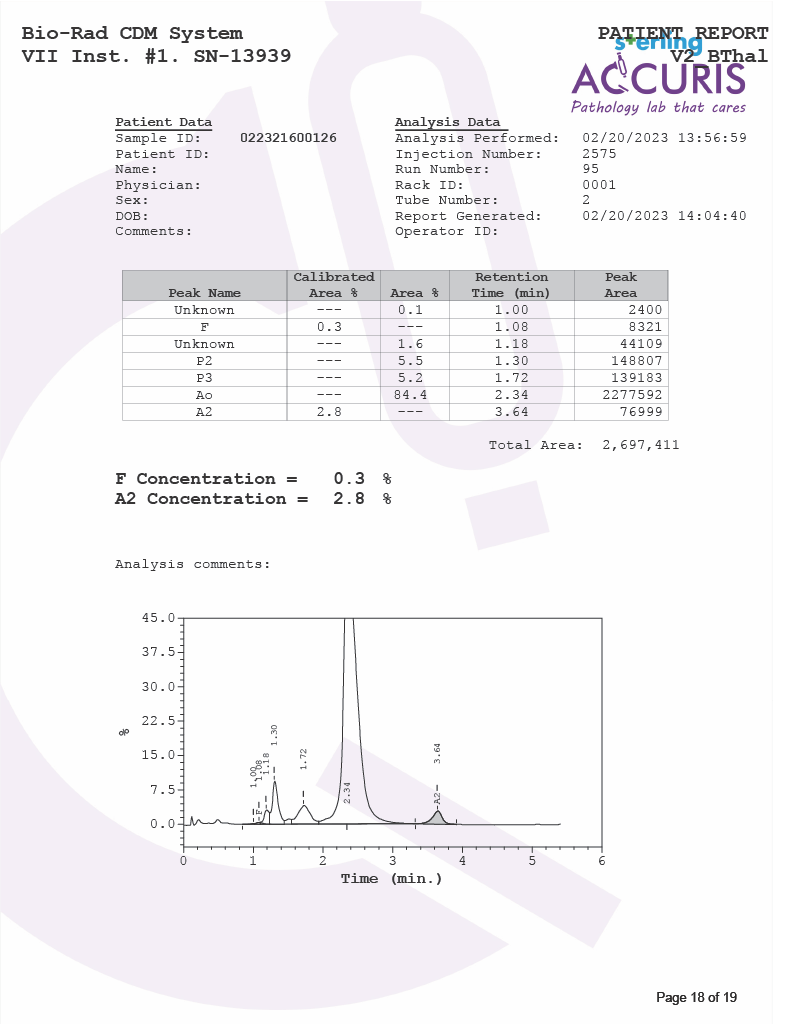 Bio-Rad CDM System PATIENT REPORT
VII Inst. #1. SN-13939 V2_BThal
sterling
ACCURIS
Pathology lab that cares
Patient Data Analysis Data
Sample ID: 022321600126 Analysis Performed: 02/20/2023 13:56:59
Patient ID: Injection Number: 2575
Name: Run Number: 95
Physician: Rack ID: 0001
Sex: Tube Number: 2
DOB: Report Generated: 02/20/2023 14:04:40
Comments: Operator ID:
Calibrated Retention Peak
Peak Name Area % Area % Time (min) Area
Unknown --- 0.1 1.00 2400
F 0.3 --- 1.08 8321
Unknown --- 1.6 1.18 44109
P2 --- 5.5 1.30 148807
P3 --- 5.2 1.72 139183
Ao --- 84.4 2.34 2277592
A2 2.8 --- 3.64 76999
Total Area: 2,697,411
F Concentration = 0.3 %
A2 Concentration = 2.8 %
Analysis comments:
45.0
37.5
30.0
22.5
15.0
7.5
0.0
%
1.00
F
1.08
1.18
1.30
1.72
2.34
A2
3.64
0 1 2 3 4 5 6
Time (min.)
Page 18 of 19